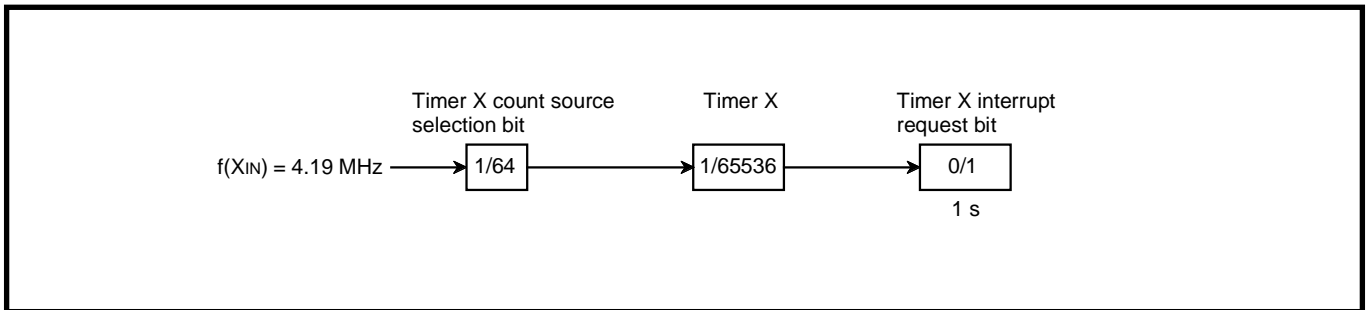 Timer X count source
selection bit
Timer X
Timer X interrupt
request bit
f(XIN) = 4.19 MHz
1/64
1/65536
0/1
1 s